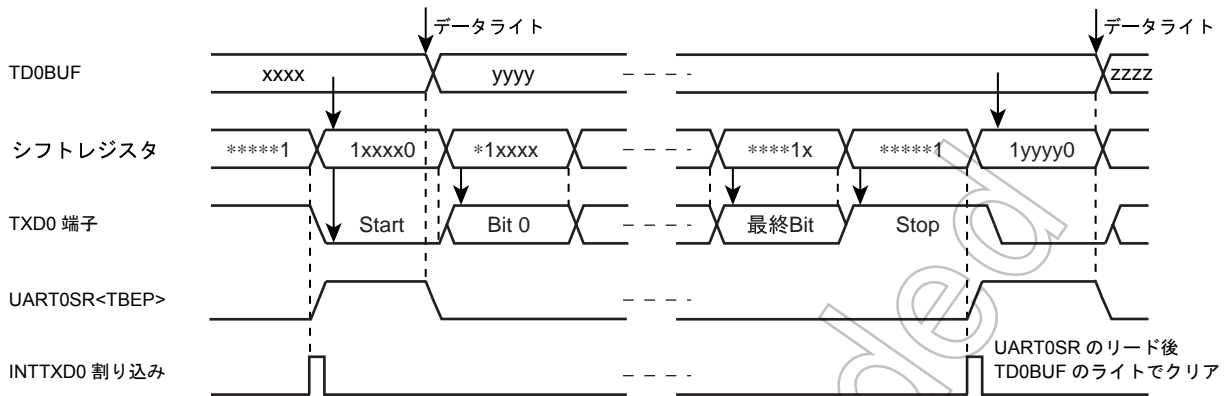 データライト データライト
TD0BUF xxxx yyyy zzzz
シフトレジスタ *****1 1xxxx0 *1xxxx ****1x *****1 1yyyy0
TXD0 端子 Start Bit 0 最終Bit Stop
UART0SR<TBEP>
INTTXD0 割り込み
UART0SR のリード後
TD0BUF のライトでクリア